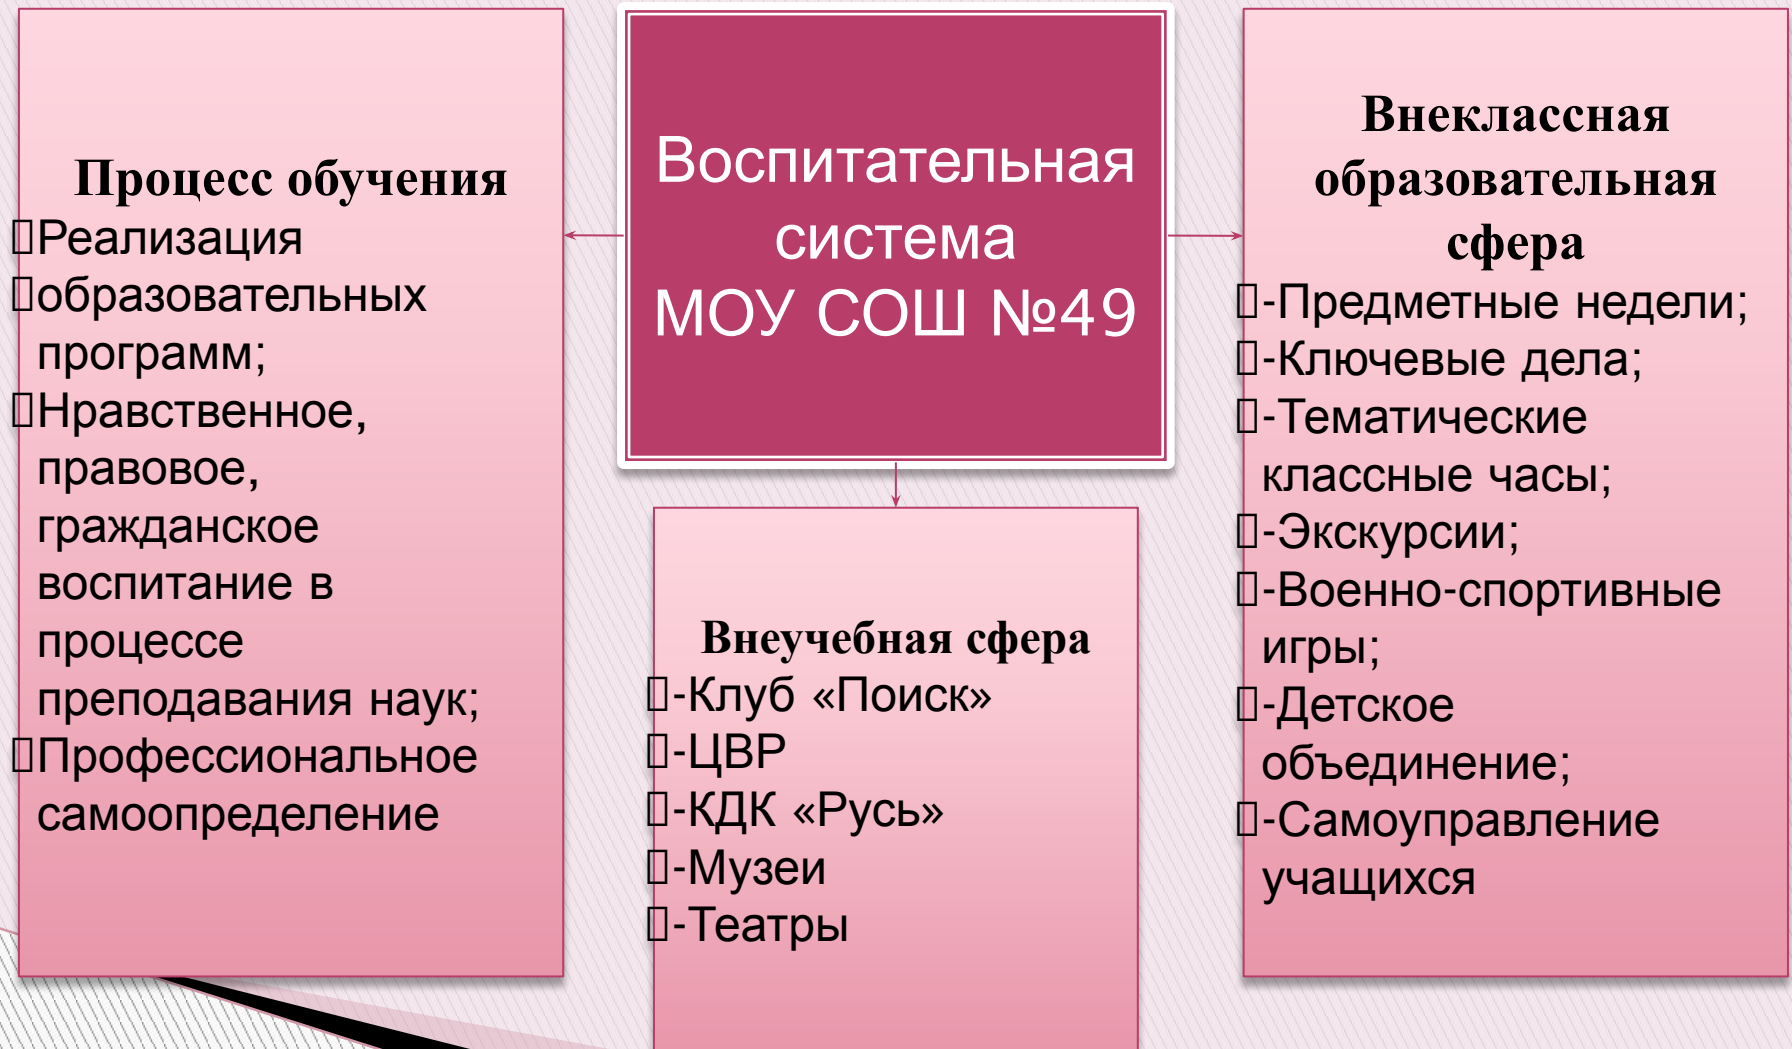 Процесс обучения
Реализация
образовательных
программ;
Нравственное,
правовое,
гражданское
воспитание в
процессе
преподавания наук;
Профессиональное
самоопределение
Воспитательная
система
МОУ СОШ №49
Внеучебная сфера
-Клуб «Поиск»
-ЦВР
-КДК «Русь»
-Музеи
-Театры
Внеклассная
образовательная
сфера
-Предметные недели;
-Ключевые дела;
-Тематические
классные часы;
-Экскурсии;
-Военно-спортивные
игры;
-Детское
объединение;
-Самоуправление
учащихся